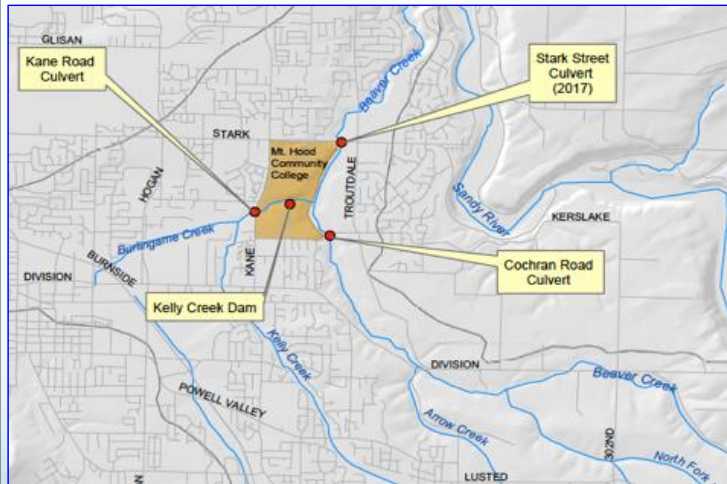 GLISAN
Kane Road
Culvert
Beaver Creek
Stark Street
Culvert
(2017)
STARK
Mt. Hood
Community
College
HOGAN
TROUTDALE
Sandy River
KERSLAKE
Burlingame Creek
KANE
BURNSIDE
DIVISION
Cochran Road
Culvert
Kelly Creek Dam
Kelly Creek
DIVISION
Beaver Creek
POWELL VALLEY
Arrow Creek
302ND
North Fork
LUSTED